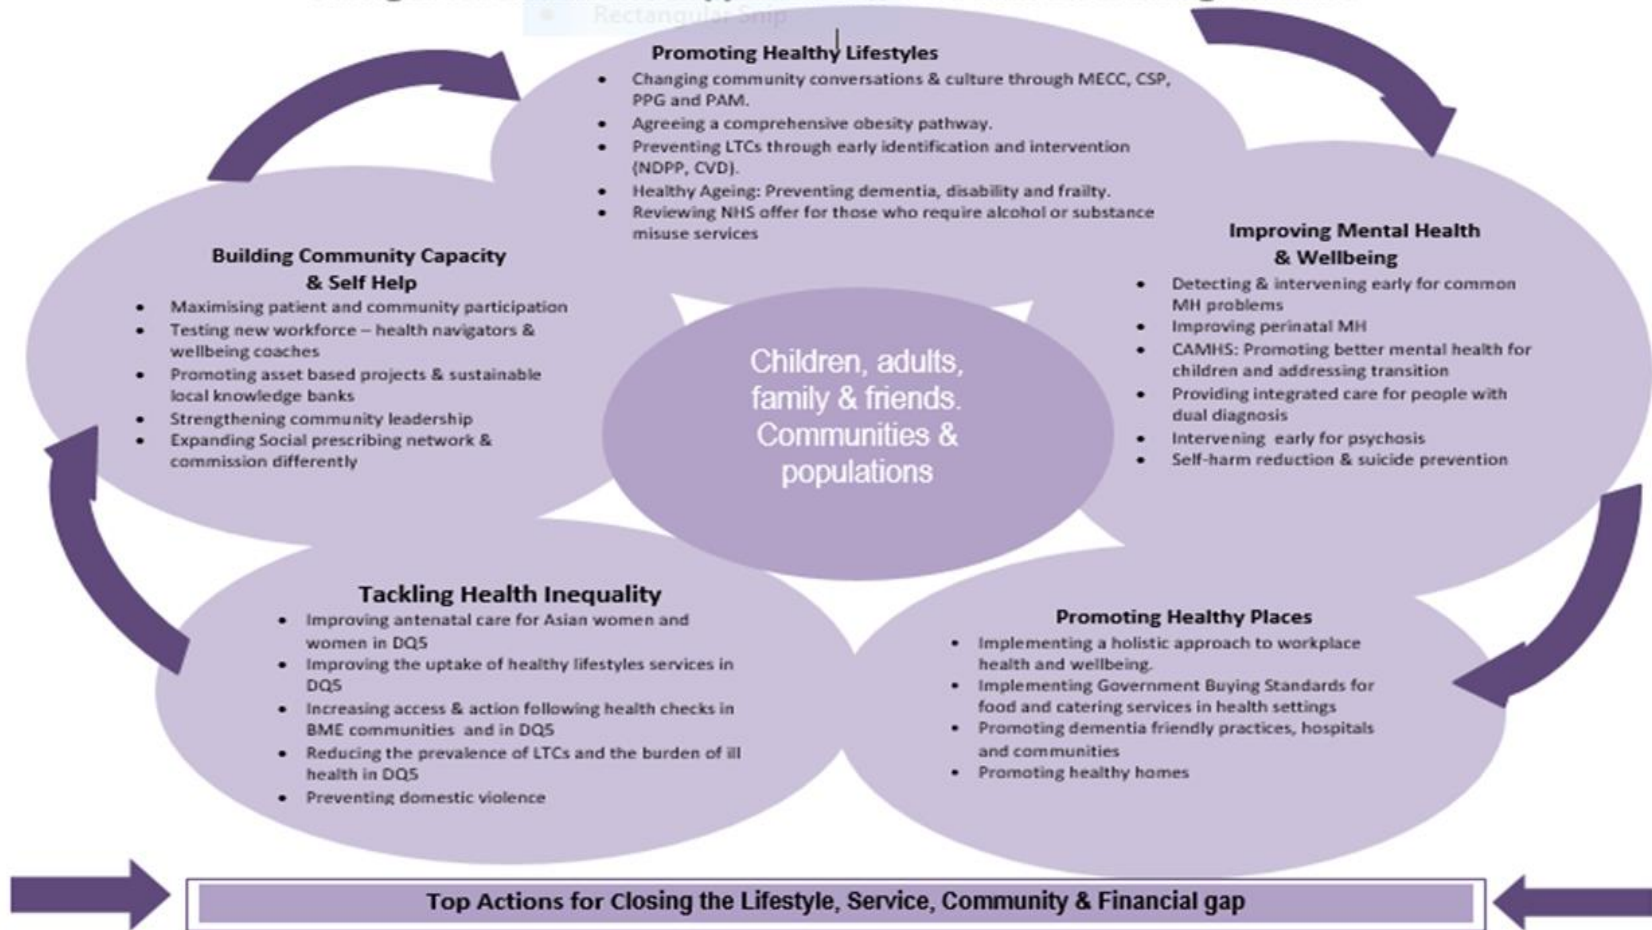 Rectangular Snip
Promoting Healthy Lifestyles
• Changing community conversations & culture through MECC, CSP,
PPG and PAM.
• Agreeing a comprehensive obesity pathway.
• Preventing LTCs through early identification and intervention
(NDPP, CVD).
• Healthy Ageing: Preventing dementia, disability and frailty.
• Reviewing NHS offer for those who require alcohol or substance
misuse services
Improving Mental Health
& Wellbeing
• Detecting & intervening early for common
MH problems
• Improving perinatal MH
• CAMHS: Promoting better mental health for
children and addressing transition
• Providing integrated care for people with
dual diagnosis
• Intervening early for psychosis
• Self-harm reduction & suicide prevention
Building Community Capacity
& Self Help
• Maximising patient and community participation
• Testing new workforce – health navigators &
wellbeing coaches
• Promoting asset based projects & sustainable
local knowledge banks
• Strengthening community leadership
• Expanding Social prescribing network &
commission differently
Children, adults,
family & friends.
Communities &
populations
Tackling Health Inequality
• Improving antenatal care for Asian women and
women in DQ5
• Improving the uptake of healthy lifestyles services in
DQ5
• Increasing access & action following health checks in
BME communities and in DQ5
• Reducing the prevalence of LTCs and the burden of ill
health in DQ5
• Preventing domestic violence
Promoting Healthy Places
• Implementing a holistic approach to workplace
health and wellbeing.
• Implementing Government Buying Standards for
food and catering services in health settings
• Promoting dementia friendly practices, hospitals
and communities
• Promoting healthy homes
Top Actions for Closing the Lifestyle, Service, Community & Financial gap